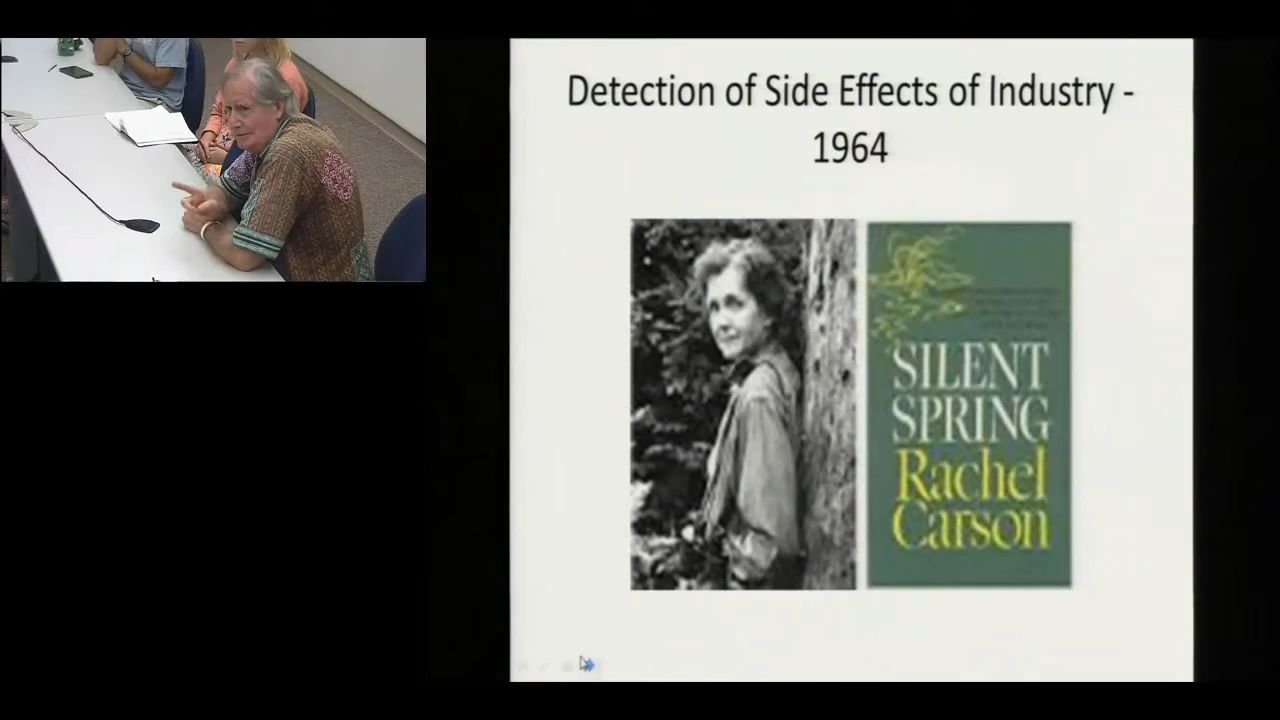 Detection of Side Effects of Industry -
1964
SILENT
SPRING
Rachel
Carson